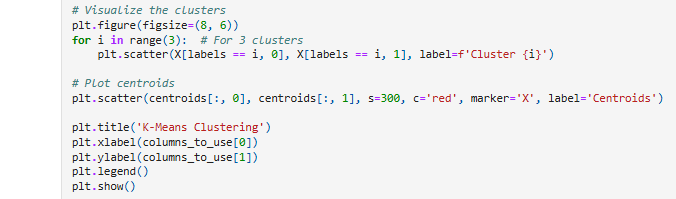 # Visualize the clusters
plt.figure(figsize=(8, 6))
for i in range(3):  # For 3 clusters
    plt.scatter(X[labels == i, 0], X[labels == i, 1], label=f'Cluster {i}')

# Plot centroids
plt.scatter(centroids[:, 0], centroids[:, 1], s=300, c='red', marker='X', label='Centroids')

plt.title('K-Means Clustering')
plt.xlabel(columns_to_use[0])
plt.ylabel(columns_to_use[1])
plt.legend()
plt.show()